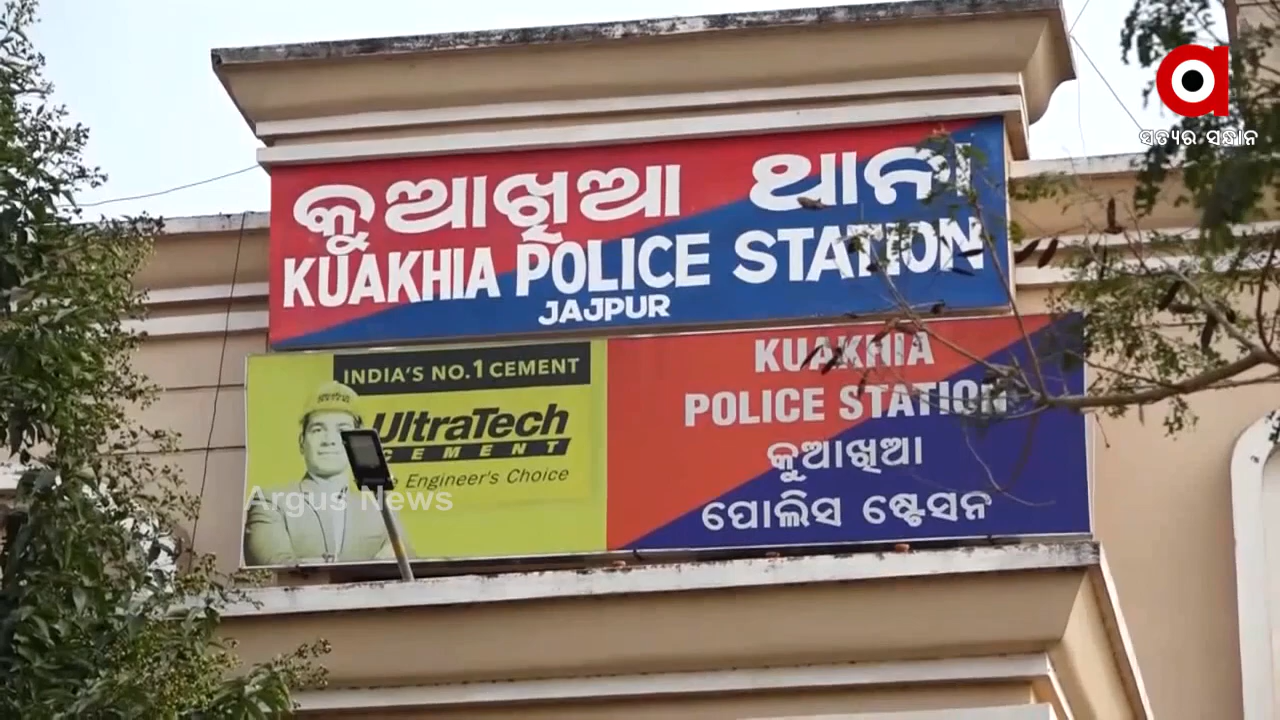 ସତ୍ୟର ସନ୍ଧାନ
କୁଆଖିଆ ଥାନା
KUAKHIA POLICE STATION
JAJPUR
INDIA'S NO.1 CEMENT
UltraTech
CEMENT
Engineer's Choice
KUAKHIA
POLICE STATION
କୁଆଖିଆ
ପୋଲିସ ଷ୍ଟେସନ
Argus News